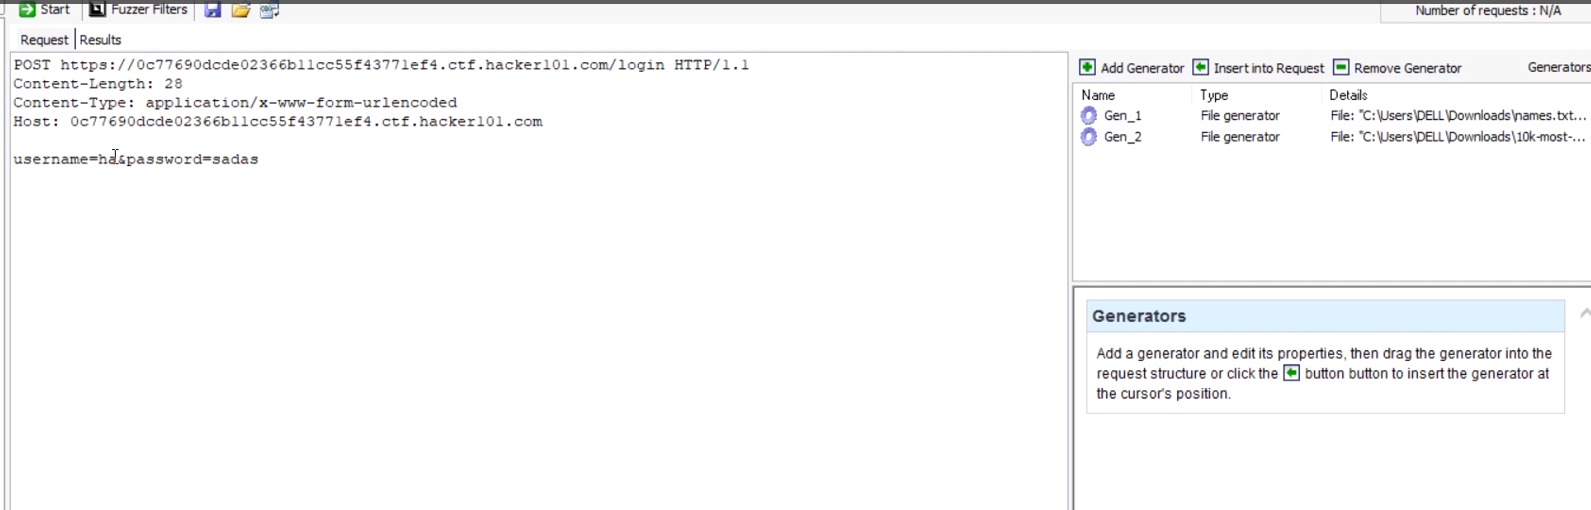 Start Fuzzer Filters Number of requests : N/A
Request Results
POST https://0c77690dcde02366b11cc55f43771ef4.ctf.hacker101.com/login HTTP/1.1
Content-Length: 28
Content-Type: application/x-www-form-urlencoded
Host: 0c77690dcde02366b11cc55f43771ef4.ctf.hacker101.com
username=ha&password=sadas
Add Generator Insert into Request Remove Generator Generators
Name Type Details
Gen_1 File generator File: "C:\Users\DELL\Downloads\names.txt...
Gen_2 File generator File: "C:\Users\DELL\Downloads\10k-most-...
Generators
Add a generator and edit its properties, then drag the generator into the
request structure or click the button button to insert the generator at
the cursor's position.